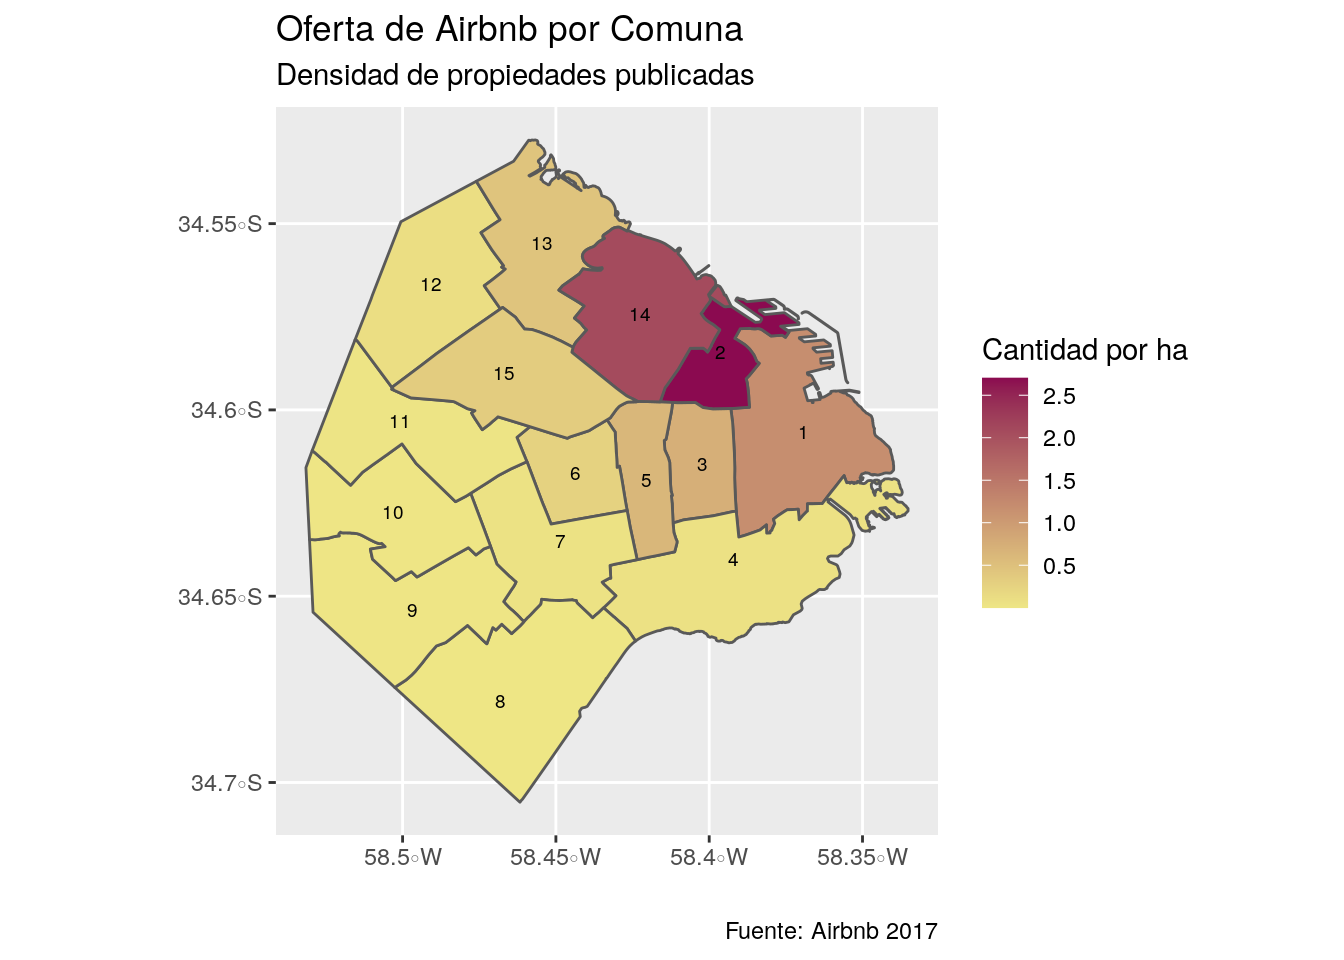 Oferta de Airbnb por Comuna
Densidad de propiedades publicadas
34.55°S
34.6°S
34.65°S
34.7°S
13
12
14
2
15
11
1
3
6
5
10
7
4
9
8
58.5°W
58.45°W
58.4°W
58.35°W
Cantidad por ha
2.5
2.0
1.5
1.0
0.5
Fuente: Airbnb 2017